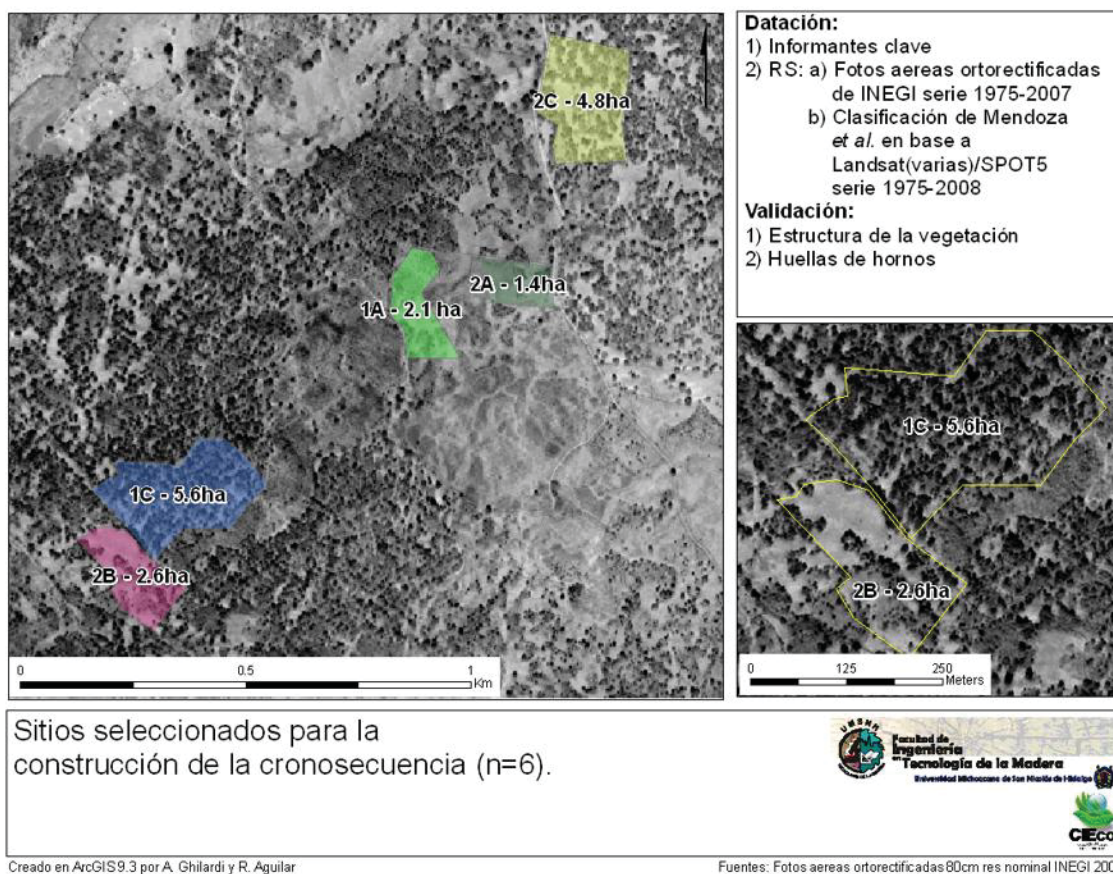 2C - 4.8ha
2A - 1.4ha
1A - 2.1 ha
1C - 5.6ha
2B - 2.6ha
0 0.5 1
Km
Datación:
1) Informantes clave
2) RS: a) Fotos aereas ortorectificadas
de INEGI serie 1975-2007
b) Clasificación de Mendoza
et al. en base a
Landsat(varias)/SPOT5
serie 1975-2008
Validación:
1) Estructura de la vegetación
2) Huellas de hornos
1C - 5.6ha
2B - 2.6ha
0 125 250
Meters
Sitios seleccionados para la
construcción de la cronosecuencia (n=6).
UMSNH
Facultad de
Ingeniería
en Tecnología de la Madera
Universidad Michoacana de San Nicolás de Hidalgo
CIEco
Creado en ArcGIS 9.3 por A. Ghilardi y R. Aguilar
Fuentes: Fotos aereas ortorectificadas 80cm res nominal INEGI 200